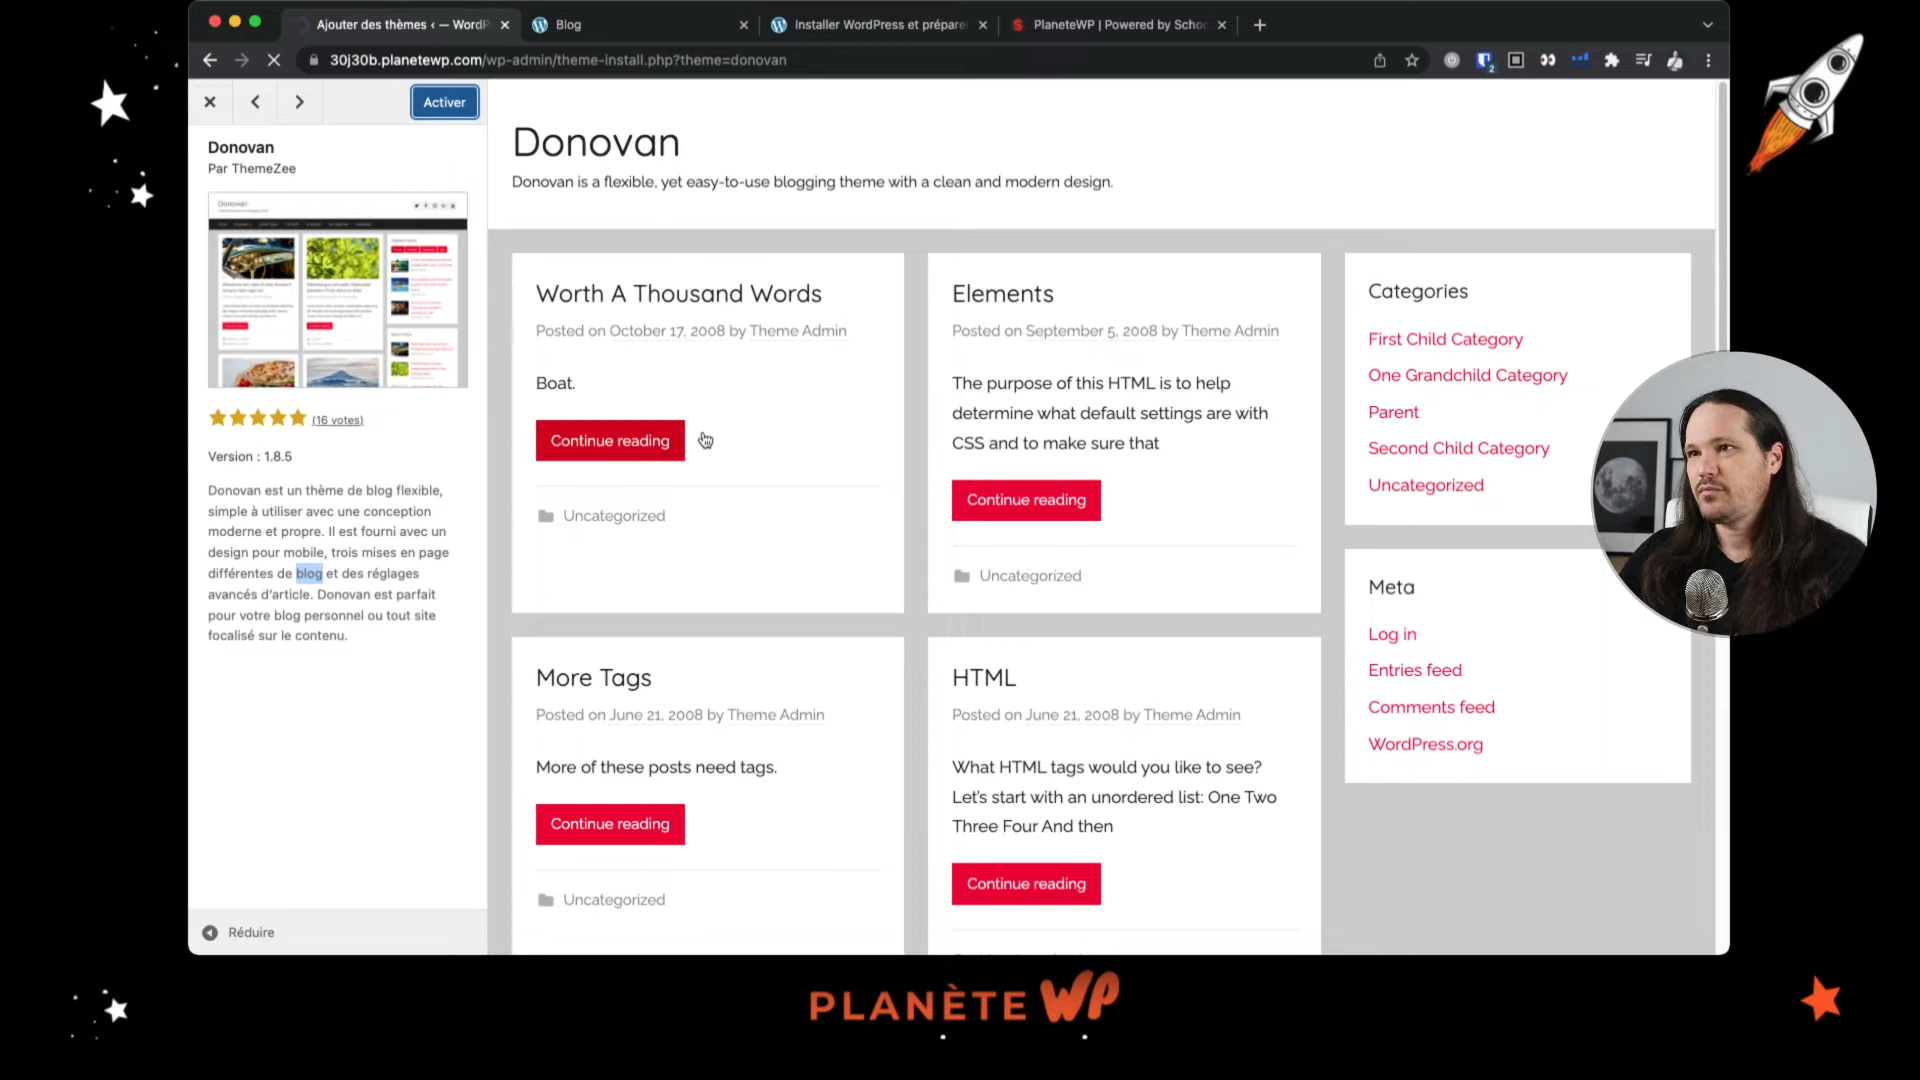 Ajouter des thèmes ‹ — WordP
Blog
Installer WordPress et prépare
PlaneteWP | Powered by Schoo
30j30b.planetewp.com/wp-admin/theme-install.php?theme=donovan
2
Activer
Donovan
Par ThemeZee
Donovan
(16 votes)
Version : 1.8.5
Donovan est un thème de blog flexible,
simple à utiliser avec une conception
moderne et propre. Il est fourni avec un
design pour mobile, trois mises en page
différentes de blog et des réglages
avancés d’article. Donovan est parfait
pour votre blog personnel ou tout site
focalisé sur le contenu.
Réduire
Donovan
Donovan is a flexible, yet easy-to-use blogging theme with a clean and modern design.
Worth A Thousand Words
Posted on October 17, 2008 by Theme Admin
Boat.
Continue reading
Uncategorized
Elements
Posted on September 5, 2008 by Theme Admin
The purpose of this HTML is to help
determine what default settings are with
CSS and to make sure that
Continue reading
Uncategorized
More Tags
Posted on June 21, 2008 by Theme Admin
More of these posts need tags.
Continue reading
Uncategorized
HTML
Posted on June 21, 2008 by Theme Admin
What HTML tags would you like to see?
Let’s start with an unordered list: One Two
Three Four And then
Continue reading
Categories
First Child Category
One Grandchild Category
Parent
Second Child Category
Uncategorized
Meta
Log in
Entries feed
Comments feed
WordPress.org
PLANÈTE WP